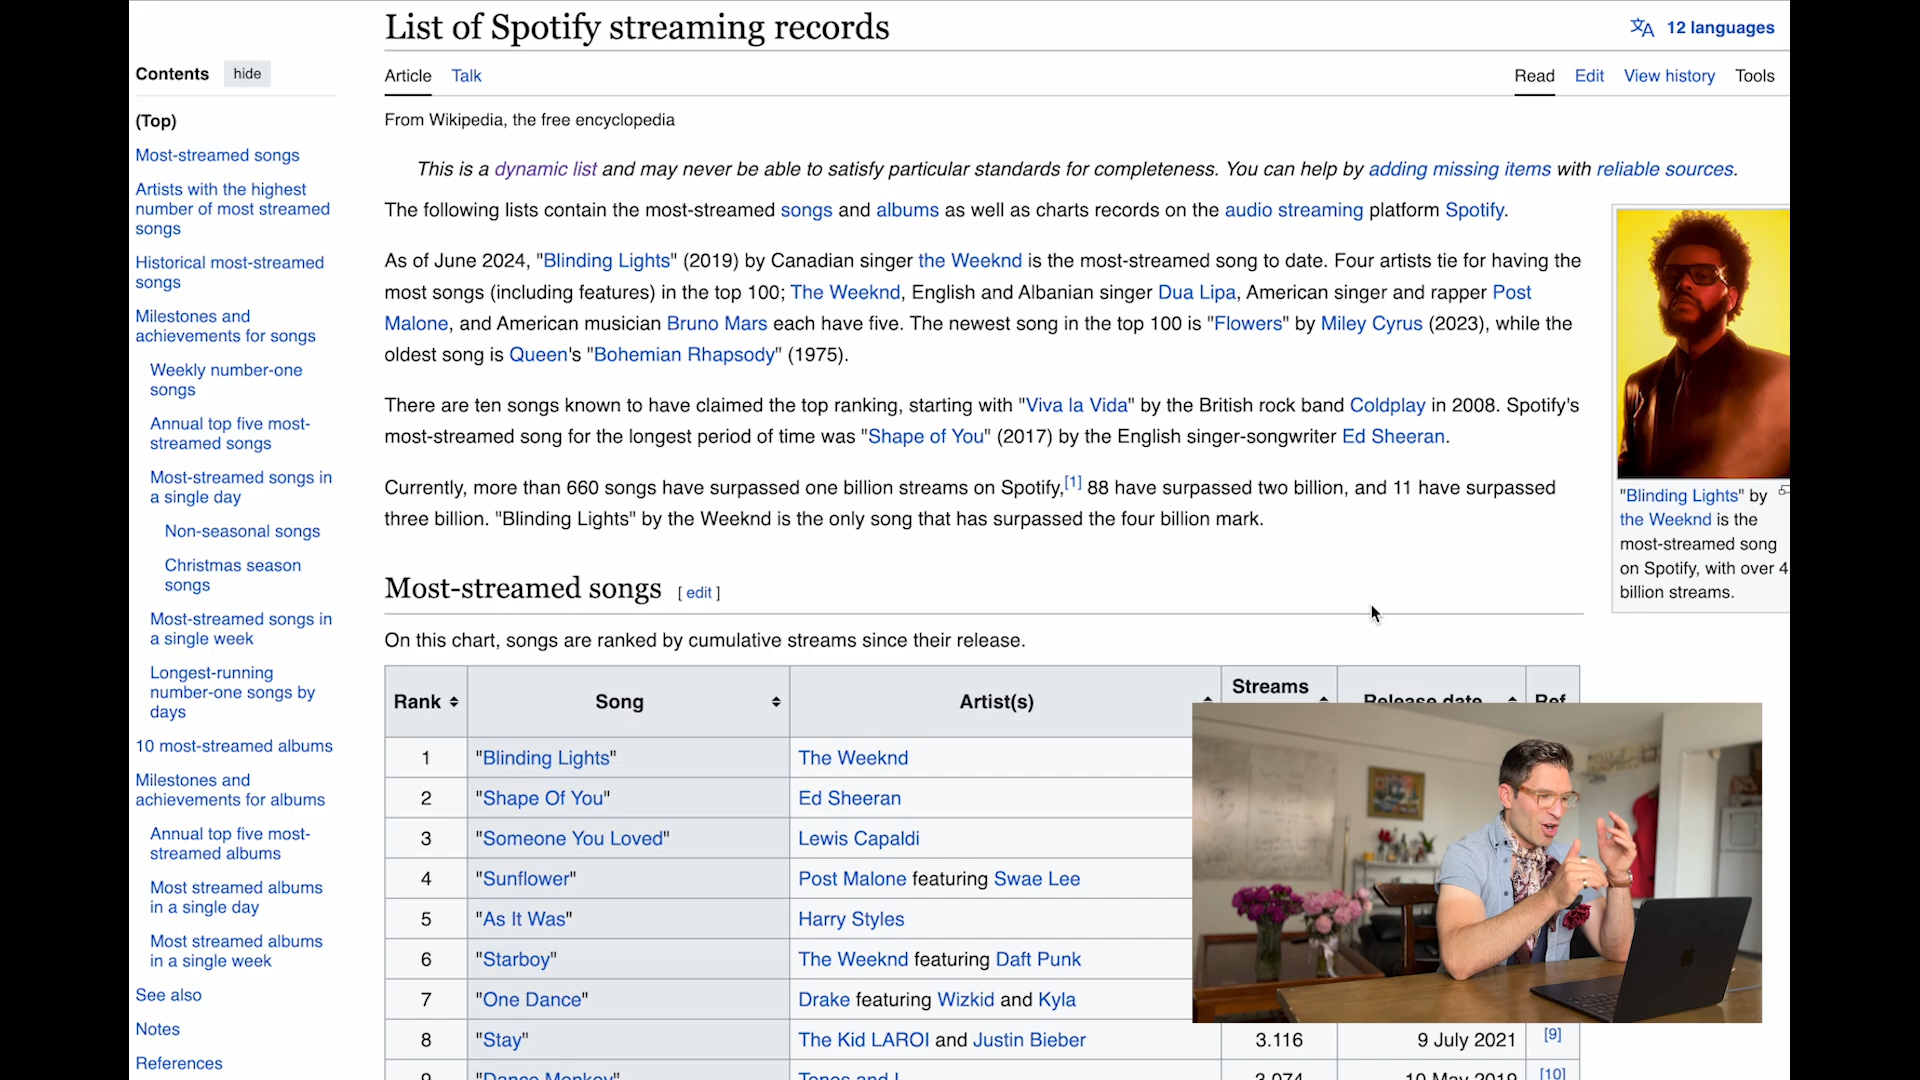 List of Spotify streaming records
12 languages
Contents hide
Article Talk
Read Edit View history Tools
From Wikipedia, the free encyclopedia
(Top)
Most-streamed songs
Artists with the highest
number of most streamed
songs
Historical most-streamed
songs
Milestones and
achievements for songs
Weekly number-one
songs
Annual top five most-
streamed songs
Most-streamed songs in
a single day
Non-seasonal songs
Christmas season
songs
Most-streamed songs in
a single week
Longest-running
number-one songs by
days
10 most-streamed albums
Milestones and
achievements for albums
Annual top five most-
streamed albums
Most streamed albums
in a single day
Most streamed albums
in a single week
See also
Notes
References
This is a dynamic list and may never be able to satisfy particular standards for completeness. You can help by adding missing items with reliable sources.
The following lists contain the most-streamed songs and albums as well as charts records on the audio streaming platform Spotify.
As of June 2024, "Blinding Lights" (2019) by Canadian singer the Weeknd is the most-streamed song to date. Four artists tie for having the
most songs (including features) in the top 100; The Weeknd, English and Albanian singer Dua Lipa, American singer and rapper Post
Malone, and American musician Bruno Mars each have five. The newest song in the top 100 is "Flowers" by Miley Cyrus (2023), while the
oldest song is Queen's "Bohemian Rhapsody" (1975).
There are ten songs known to have claimed the top ranking, starting with "Viva la Vida" by the British rock band Coldplay in 2008. Spotify's
most-streamed song for the longest period of time was "Shape of You" (2017) by the English singer-songwriter Ed Sheeran.
Currently, more than 660 songs have surpassed one billion streams on Spotify,[1] 88 have surpassed two billion, and 11 have surpassed
three billion. "Blinding Lights" by the Weeknd is the only song that has surpassed the four billion mark.
"Blinding Lights" by
the Weeknd is the
most-streamed song
on Spotify, with over 4
billion streams.
Most-streamed songs [ edit ]
On this chart, songs are ranked by cumulative streams since their release.
Rank Song Artist(s) Streams Release date Ref
1 "Blinding Lights" The Weeknd
2 "Shape Of You" Ed Sheeran
3 "Someone You Loved" Lewis Capaldi
4 "Sunflower" Post Malone featuring Swae Lee
5 "As It Was" Harry Styles
6 "Starboy" The Weeknd featuring Daft Punk
7 "One Dance" Drake featuring Wizkid and Kyla
8 "Stay" The Kid LAROI and Justin Bieber 3.116 9 July 2021 [9]
9 "Dance Monkey" Tones and I 3.074 10 May 2019 [10]